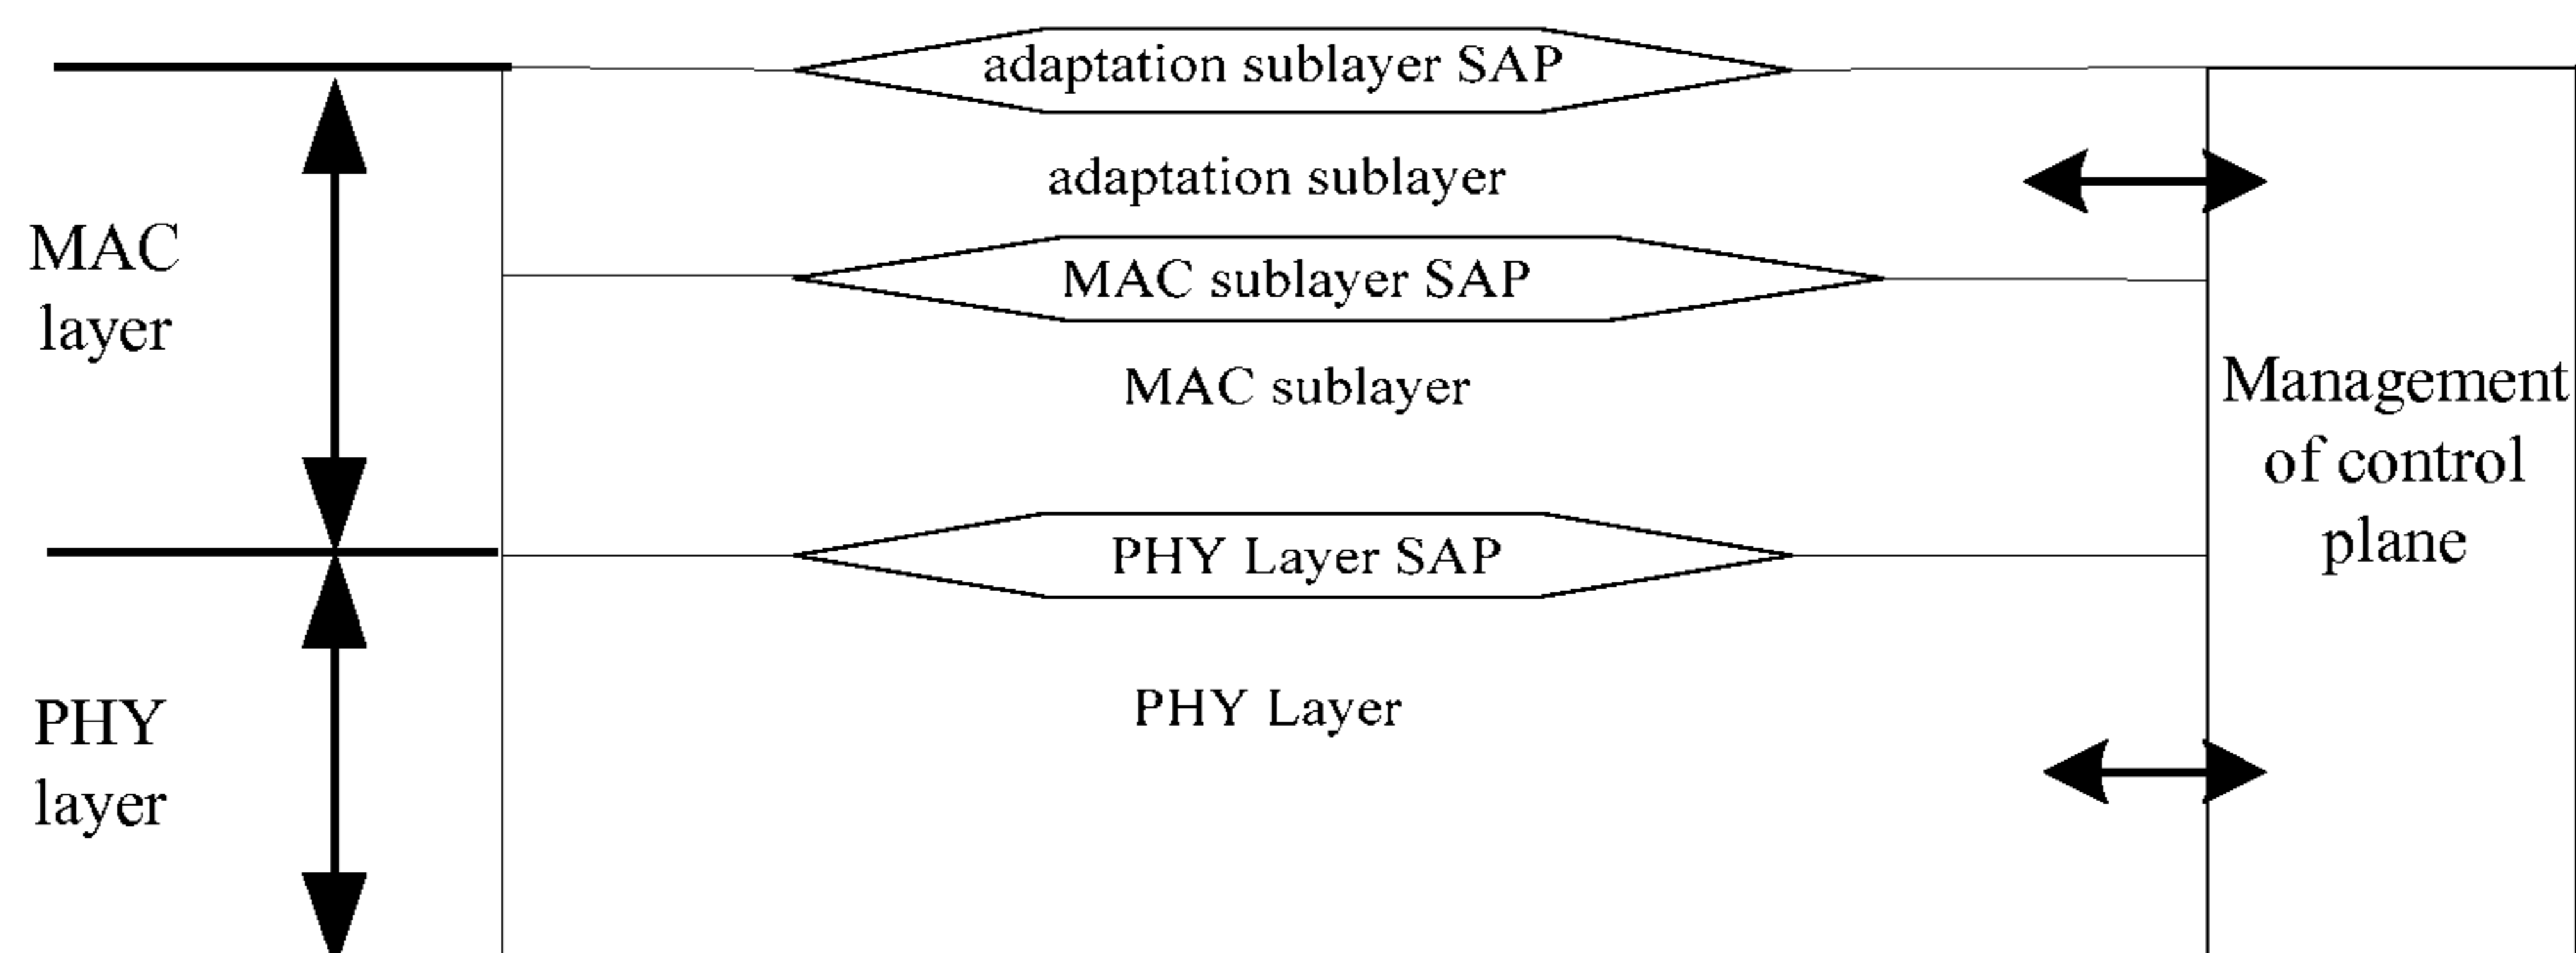 adaptation sublayer SAP
adaptation sublayer
MAC
layer
MAC sublayer SAP
MAC sublayer
Management
of control
plane
PHY Layer SAP
PHY Layer
PHY
layer